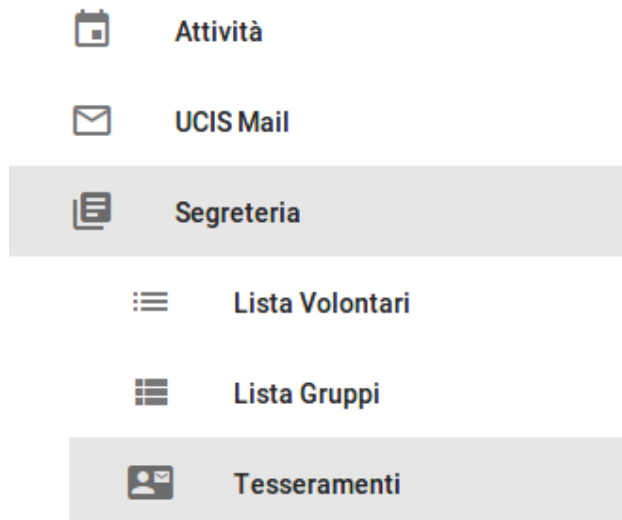 Attività
UCIS Mail
Segreteria
Lista Volontari
Lista Gruppi
Tesseramenti